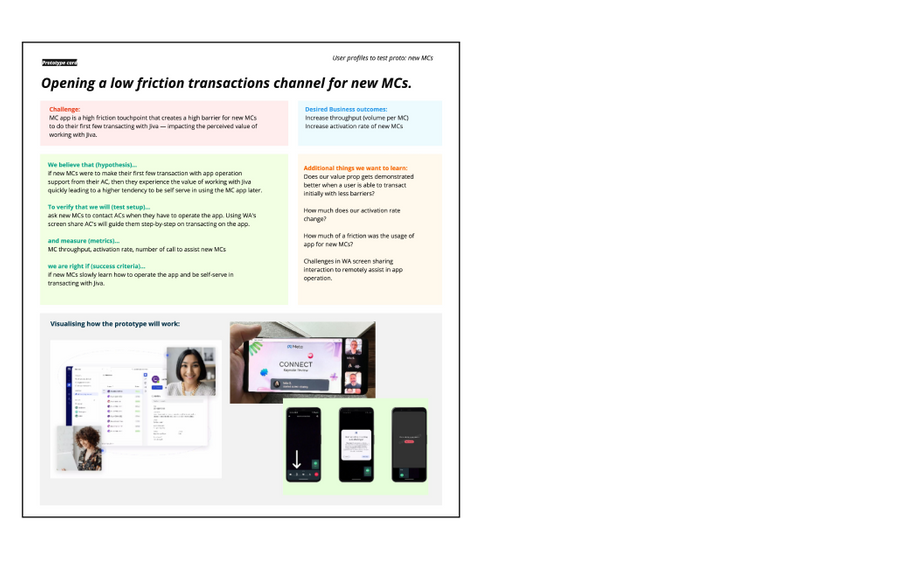 User profiles to test proto: new MCs
Prototype card
Opening a low friction transactions channel for new MCs.
Challenge:
MC app is a high friction touchpoint that creates a high barrier for new MCs
to do their first few transacting with Jiva — impacting the perceived value of
working with Jiva.
Desired Business outcomes:
Increase throughput (volume per MC)
Increase activation rate of new MCs
We believe that (hypothesis)...
if new MCs were to make their first few transaction with app operation
support from their AC, then they experience the value of working with Jiva
quickly leading to a higher tendency to be self serve in using the MC app later.
To verify that we will (test setup)...
ask new MCs to contact ACs when they have to operate the app. Using WA's
screen share AC's will guide them step-by-step on transacting on the app.
and measure (metrics)...
MC throughput, activation rate, number of call to assist new MCs
we are right if (success criteria)...
if new MCs slowly learn how to operate the app and be self-serve in
transacting with Jiva.
Additional things we want to learn:
Does our value prop gets demonstrated
better when a user is able to transact
initially with less barriers?
How much does our activation rate
change?
How much of a friction was the usage of
app for new MCs?
Challenges in WA screen sharing
interaction to remotely assist in app
operation.
Visualising how the prototype will work:
CONNECT